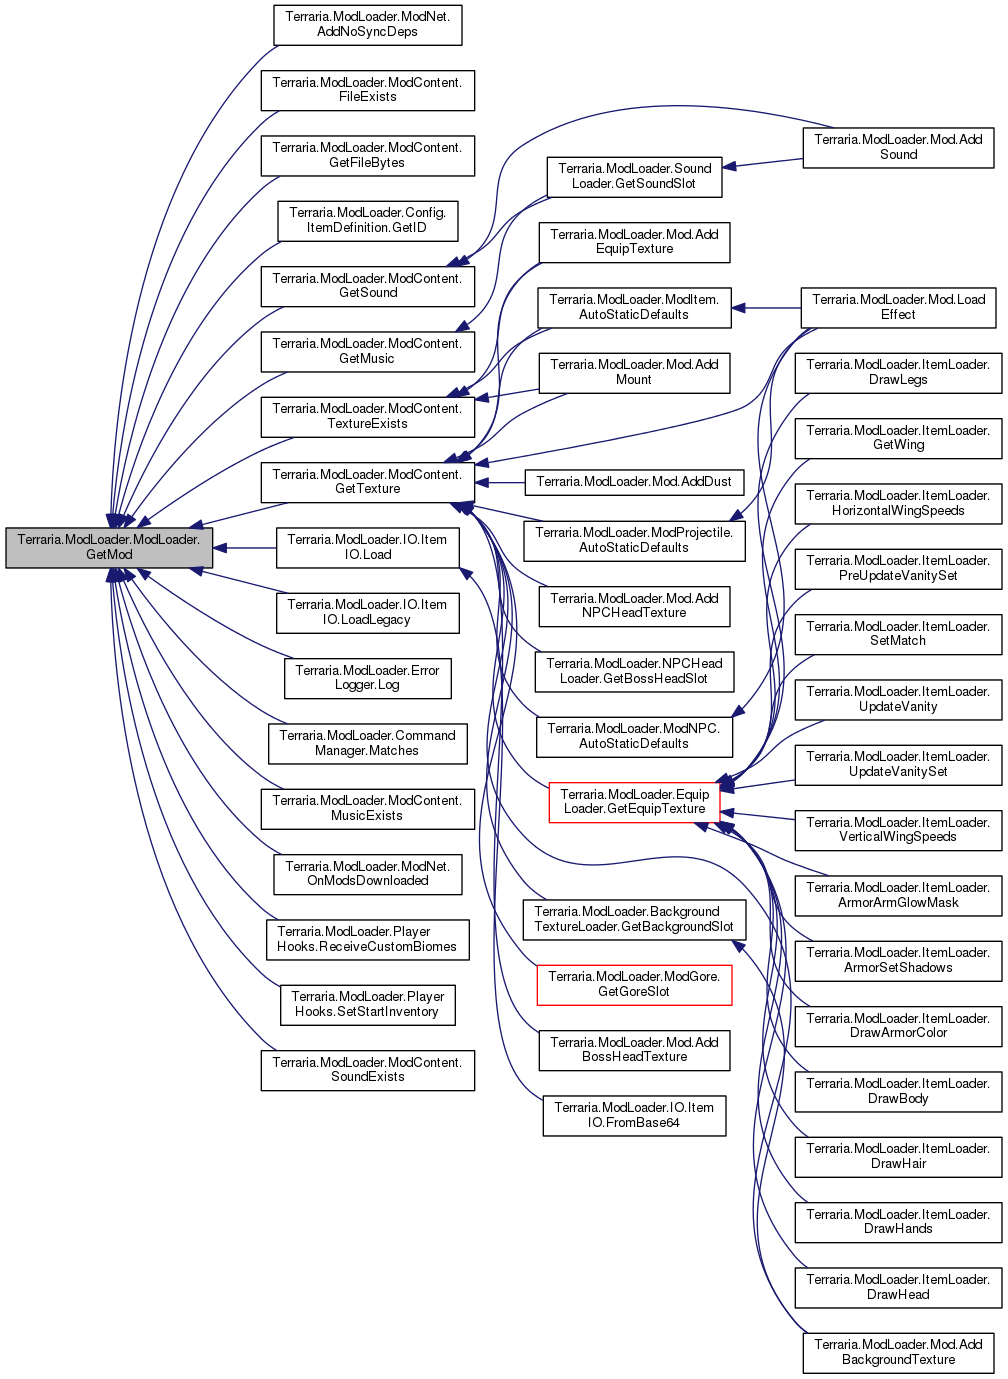 Terraria.ModLoader.ModLoader.
GetMod
Terraria.ModLoader.ModNet.
AddNoSyncDeps
Terraria.ModLoader.ModContent.
FileExists
Terraria.ModLoader.ModContent.
GetFileBytes
Terraria.ModLoader.Config.
ItemDefinition.GetID
Terraria.ModLoader.ModContent.
GetSound
Terraria.ModLoader.ModContent.
GetMusic
Terraria.ModLoader.ModContent.
TextureExists
Terraria.ModLoader.ModContent.
GetTexture
Terraria.ModLoader.IO.Item
IO.Load
Terraria.ModLoader.IO.Item
IO.LoadLegacy
Terraria.ModLoader.Error
Logger.Log
Terraria.ModLoader.Command
Manager.Matches
Terraria.ModLoader.ModContent.
MusicExists
Terraria.ModLoader.ModNet.
OnModsDownloaded
Terraria.ModLoader.Player
Hooks.ReceiveCustomBiomes
Terraria.ModLoader.Player
Hooks.SetStartInventory
Terraria.ModLoader.ModContent.
SoundExists
Terraria.ModLoader.Sound
Loader.GetSoundSlot
Terraria.ModLoader.Mod.Add
EquipTexture
Terraria.ModLoader.ModItem.
AutoStaticDefaults
Terraria.ModLoader.Mod.Add
Mount
Terraria.ModLoader.Mod.AddDust
Terraria.ModLoader.ModProjectile.
AutoStaticDefaults
Terraria.ModLoader.Mod.Add
NPCHeadTexture
Terraria.ModLoader.NPCHead
Loader.GetBossHeadSlot
Terraria.ModLoader.ModNPC.
AutoStaticDefaults
Terraria.ModLoader.Equip
Loader.GetEquipTexture
Terraria.ModLoader.Background
TextureLoader.GetBackgroundSlot
Terraria.ModLoader.ModGore.
GetGoreSlot
Terraria.ModLoader.Mod.Add
BossHeadTexture
Terraria.ModLoader.IO.Item
IO.FromBase64
Terraria.ModLoader.Mod.Add
Sound
Terraria.ModLoader.Mod.Load
Effect
Terraria.ModLoader.ItemLoader.
DrawLegs
Terraria.ModLoader.ItemLoader.
GetWing
Terraria.ModLoader.ItemLoader.
HorizontalWingSpeeds
Terraria.ModLoader.ItemLoader.
PreUpdateVanitySet
Terraria.ModLoader.ItemLoader.
SetMatch
Terraria.ModLoader.ItemLoader.
UpdateVanity
Terraria.ModLoader.ItemLoader.
UpdateVanitySet
Terraria.ModLoader.ItemLoader.
VerticalWingSpeeds
Terraria.ModLoader.ItemLoader.
ArmorArmGlowMask
Terraria.ModLoader.ItemLoader.
ArmorSetShadows
Terraria.ModLoader.ItemLoader.
DrawArmorColor
Terraria.ModLoader.ItemLoader.
DrawBody
Terraria.ModLoader.ItemLoader.
DrawHair
Terraria.ModLoader.ItemLoader.
DrawHands
Terraria.ModLoader.ItemLoader.
DrawHead
Terraria.ModLoader.Mod.Add
BackgroundTexture